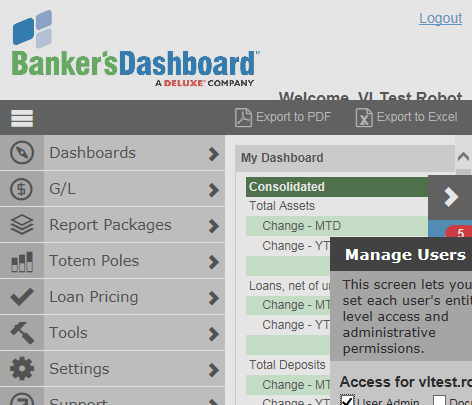 Logout
Banker'sDashboard™
A DELUXE COMPANY
Welcome, VI Test Robot
Export to PDF
Export to Excel
Dashboards
G/L
Report Packages
Totem Poles
Loan Pricing
Tools
Settings
Support
My Dashboard
Consolidated
Total Assets
Change - MTD
Change - YT
Loans, net of un
Change - MT
Change - YT
Total Deposits
Change - MT
Change - YT
5
Manage Users
This screen lets you
set each user's entit
level access and
administrative
permissions.
Access for vltest.ro
User Admin
Doc